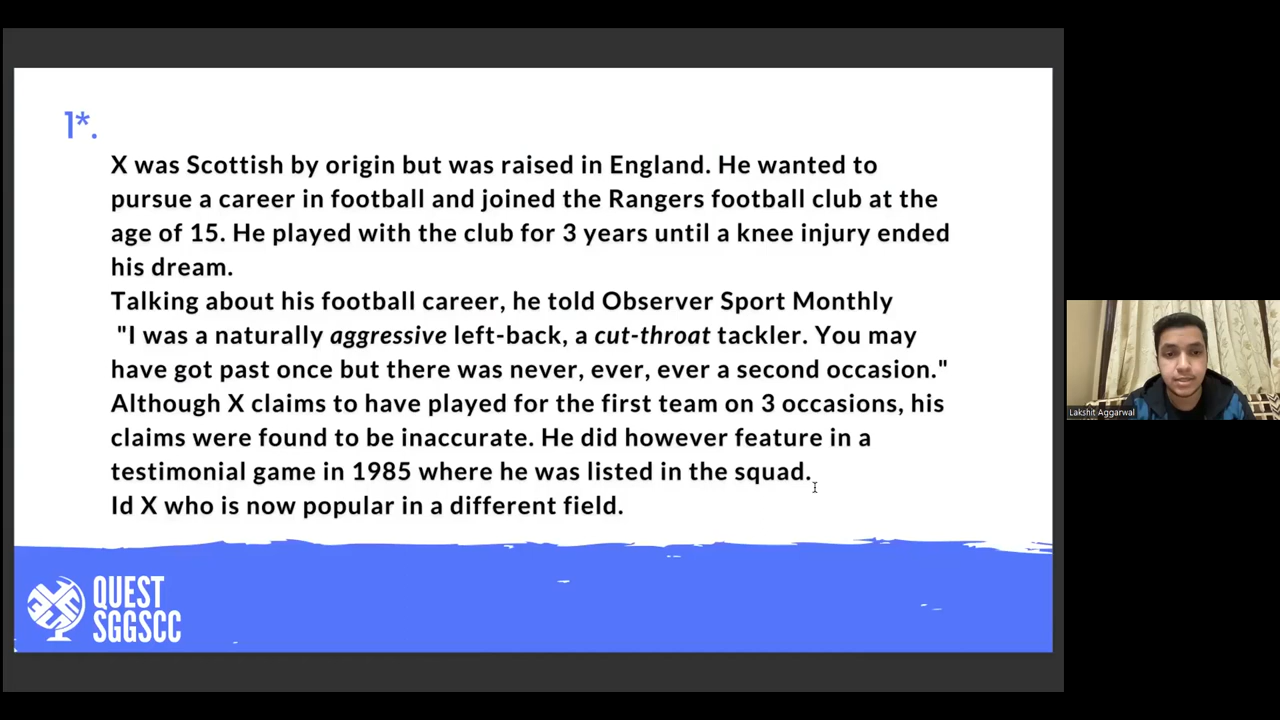 1*.
X was Scottish by origin but was raised in England. He wanted to
pursue a career in football and joined the Rangers football club at the
age of 15. He played with the club for 3 years until a knee injury ended
his dream.
Talking about his football career, he told Observer Sport Monthly
"I was a naturally aggressive left-back, a cut-throat tackler. You may
have got past once but there was never, ever, ever a second occasion."
Although X claims to have played for the first team on 3 occasions, his
claims were found to be inaccurate. He did however feature in a
testimonial game in 1985 where he was listed in the squad.
Id X who is now popular in a different field.
QUEST
SGGSCC
Lakshit Aggarwal